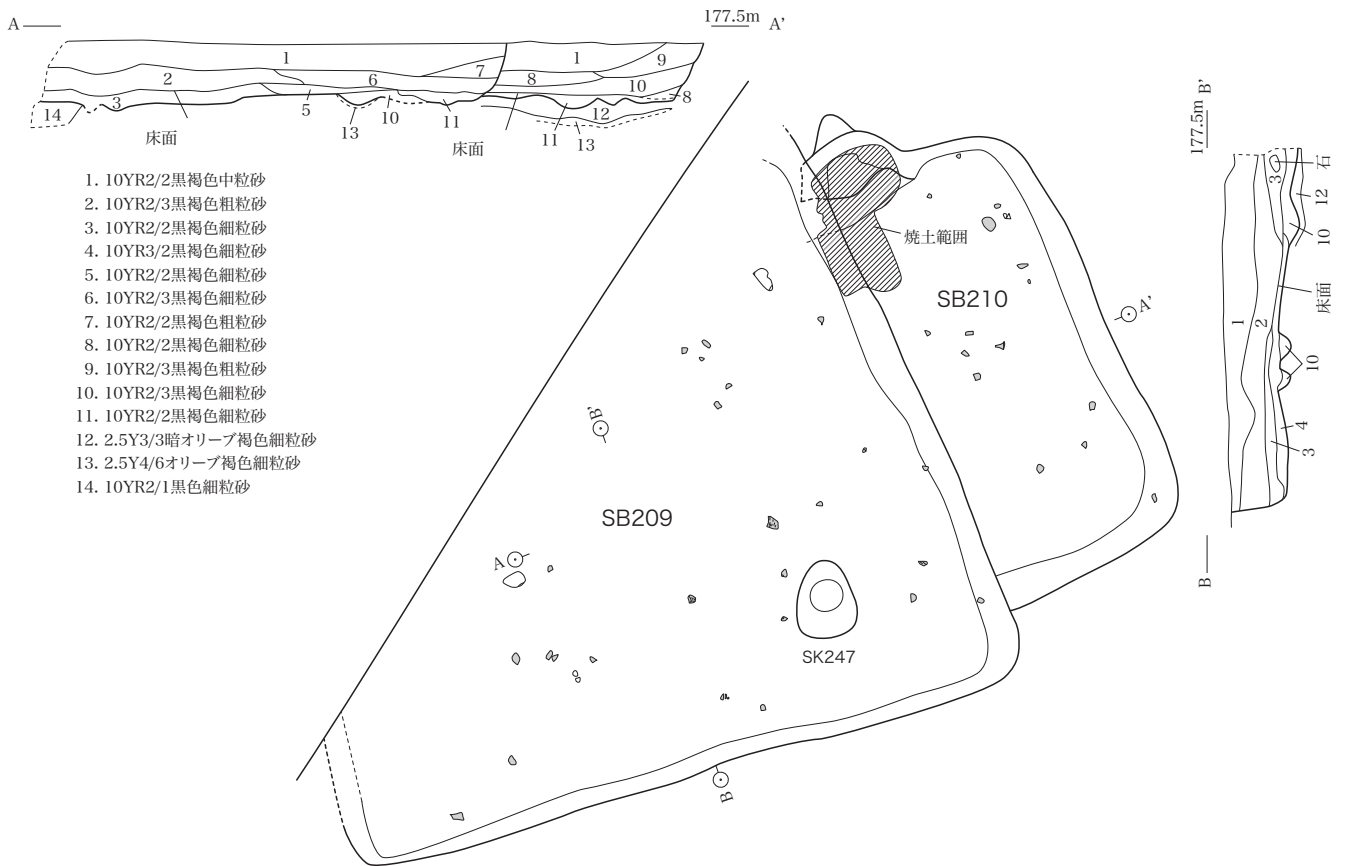 A
177.5m
A'
1
1
9
2
7
6
8
10
3
5
8
14
13
10
11
12
11
13
床面
床面
1. 10YR2/2黒褐色中粒砂
2. 10YR2/3黒褐色粗粒砂
3. 10YR2/2黒褐色細粒砂
4. 10YR3/2黒褐色細粒砂
5. 10YR2/2黒褐色細粒砂
6. 10YR2/3黒褐色細粒砂
7. 10YR2/2黒褐色粗粒砂
8. 10YR2/2黒褐色細粒砂
9. 10YR2/3黒褐色粗粒砂
10. 10YR2/3黒褐色細粒砂
11. 10YR2/2黒褐色細粒砂
12. 2.5Y3/3暗オリーブ褐色細粒砂
13. 2.5Y4/6オリーブ褐色細粒砂
14. 10YR2/1黒色細粒砂
焼土範囲
SB210
A'
B'
SB209
A
SK247
B
B'
177.5m
石
3
12
10
床面
1
2
10
4
3
B